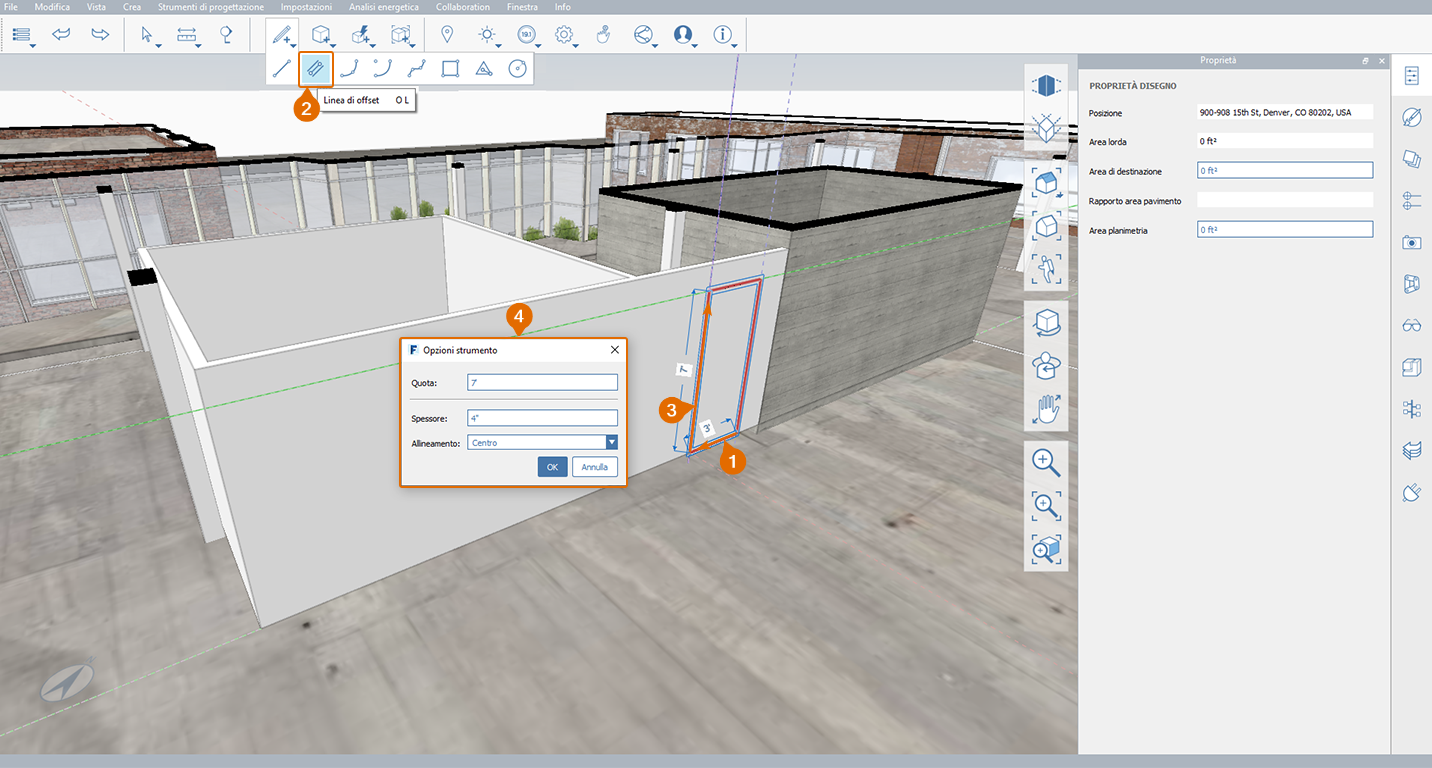 File Modifica Vista Crea Strumenti di progettazione Impostazioni Analisi energetica Collaboration Finestra Info
19.1
Linea di offset O L
2
Proprietà
PROPRIETÀ DISEGNO
Posizione 900-908 15th St, Denver, CO 80202, USA
Area lorda 0 ft²
Area di destinazione 0 ft²
Rapporto area pavimento
Area planimetria 0 ft²
4
F Opzioni strumento
Quota: 7'
Spessore: 4"
Allineamento: Centro
OK Annulla
7'
3
3'
1